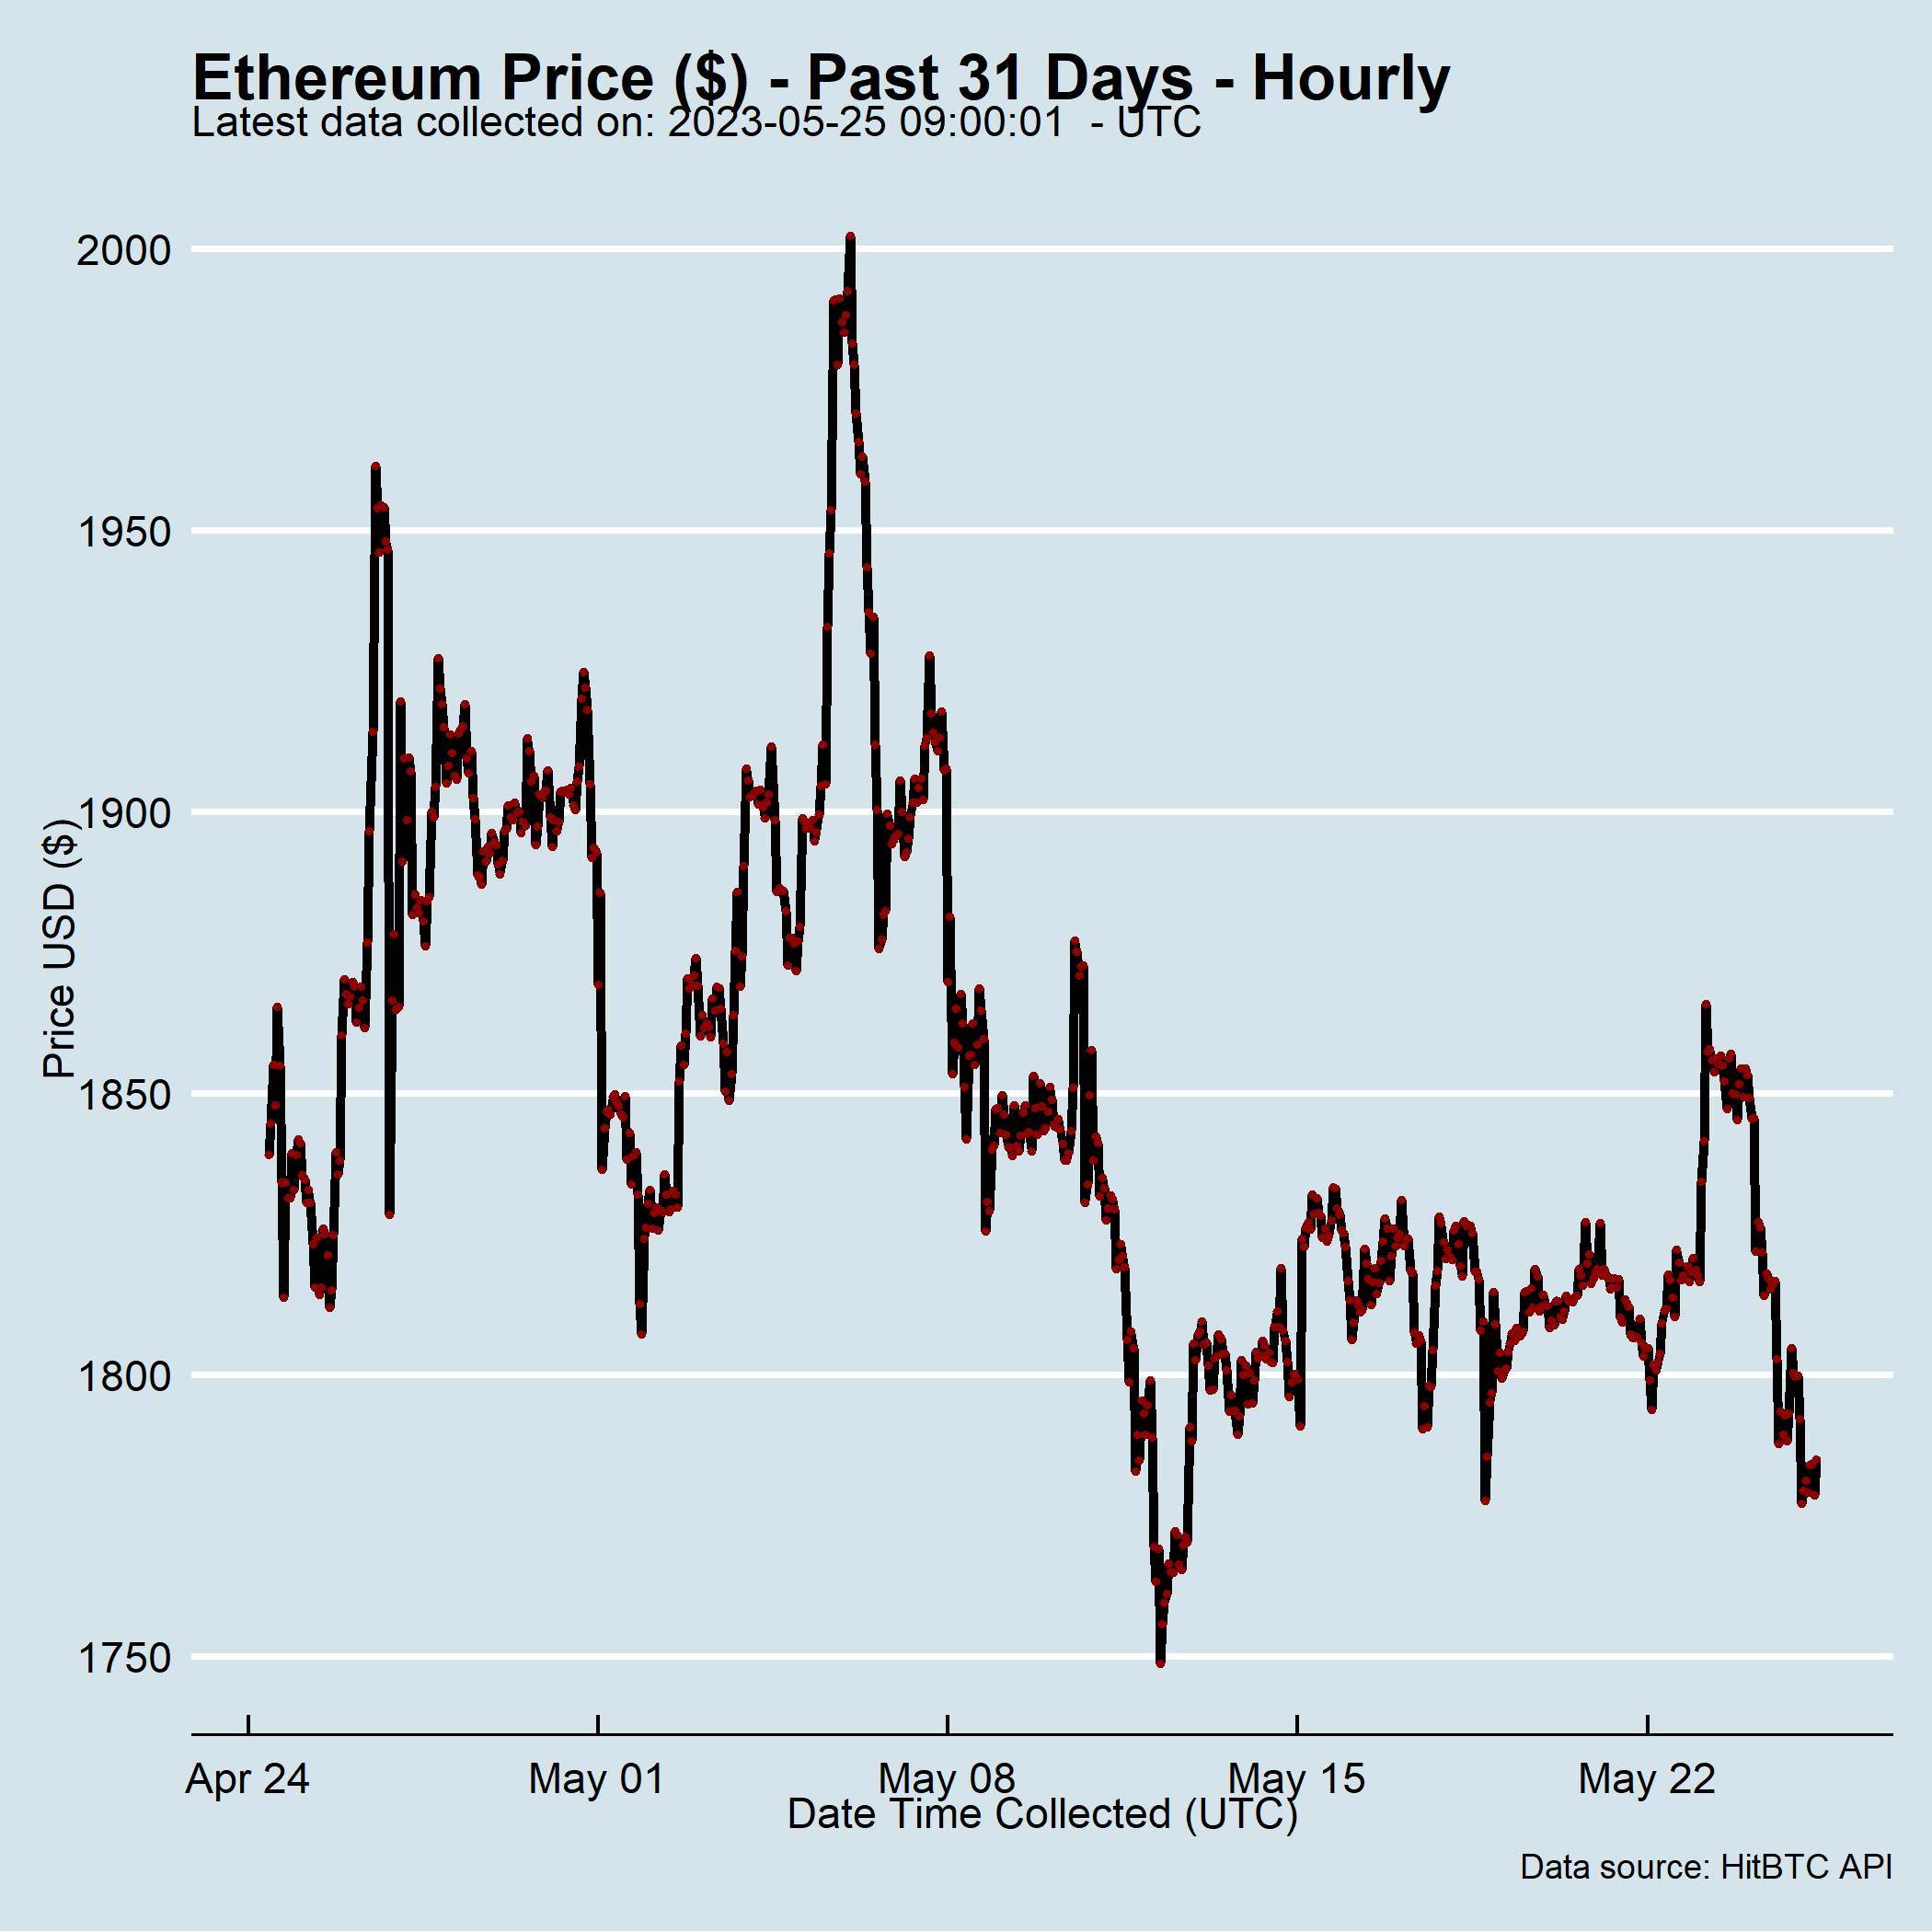 Ethereum Price ($) - Past 31 Days - Hourly
Latest data collected on: 2023-05-25 09:00:01  - UTC
Price USD ($)
2000
1950
1900
1850
1800
1750
Apr 24
May 01
May 08
May 15
May 22
Date Time Collected (UTC)
Data source: HitBTC API